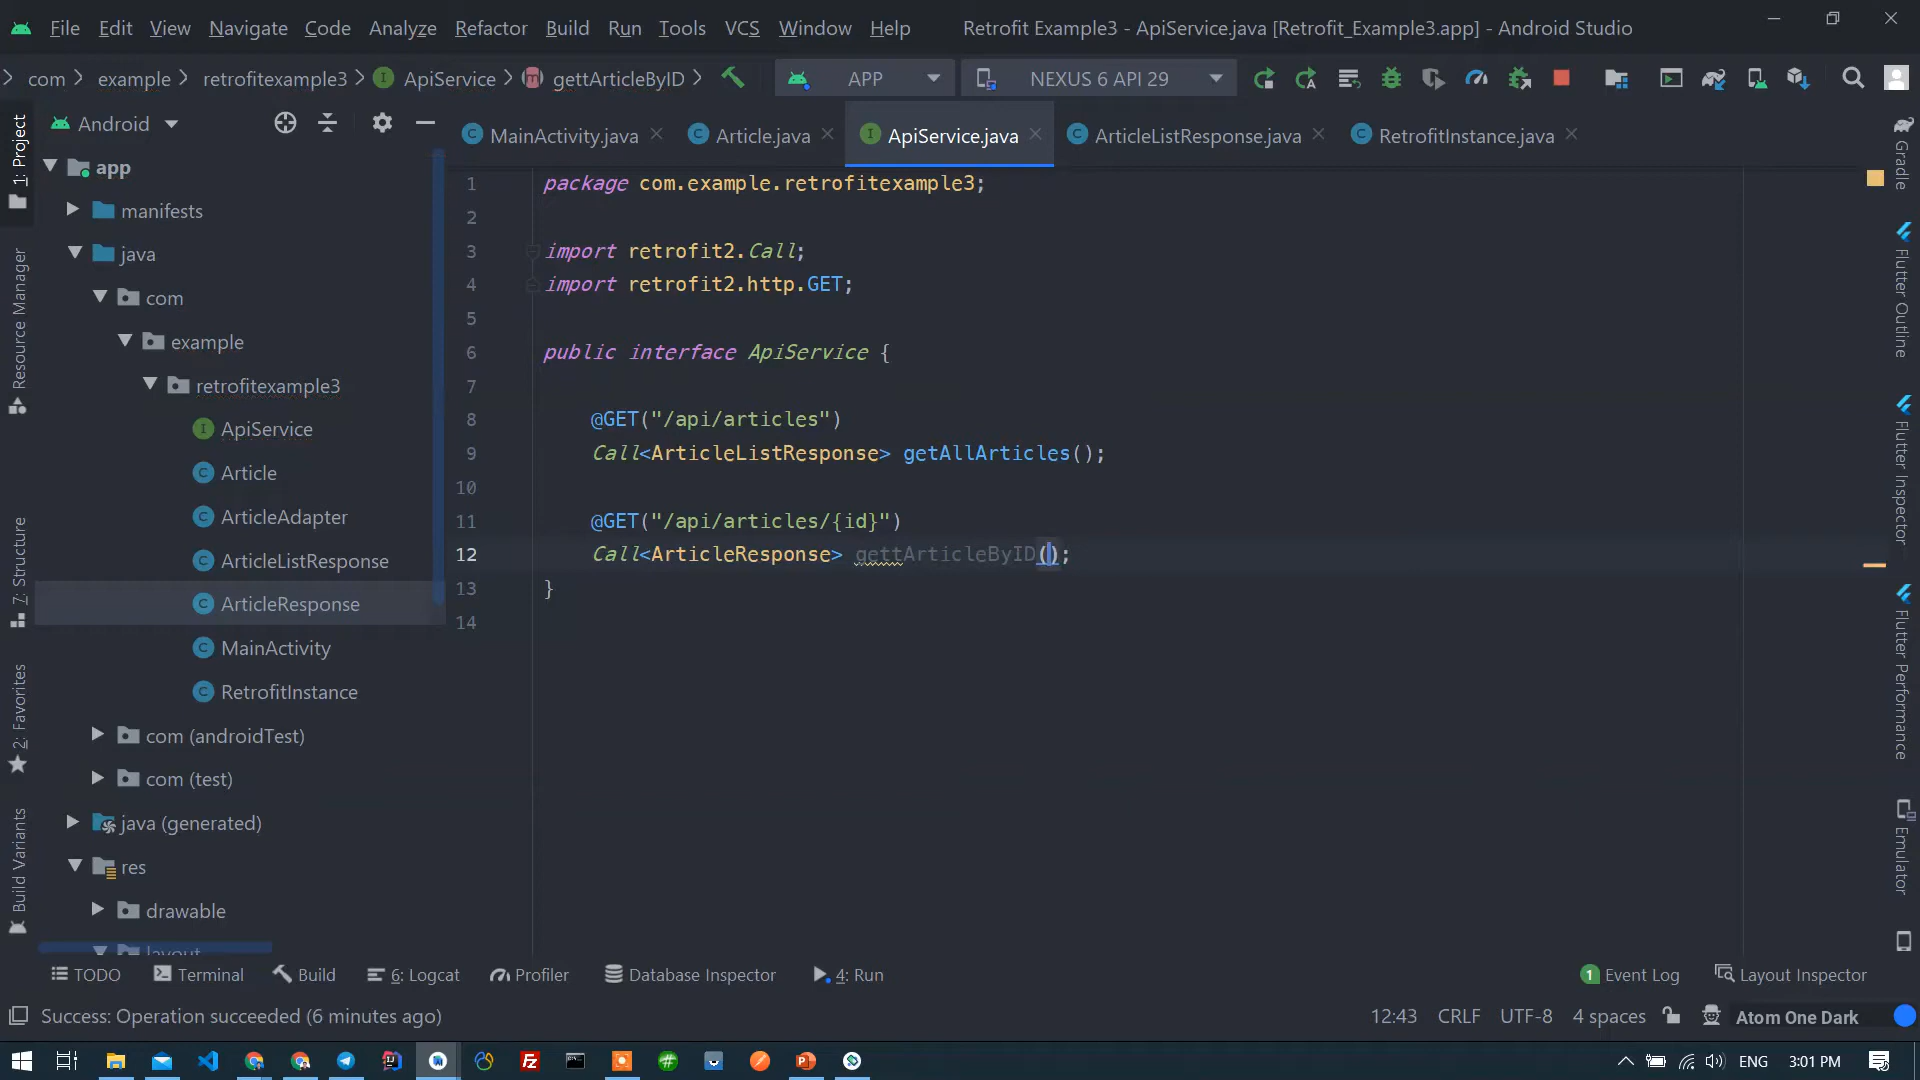 File Edit View Navigate Code Analyze Refactor Build Run Tools VCS Window Help Retrofit Example3 - ApiService.java [Retrofit_Example3.app] - Android Studio
com example retrofitexample3 ApiService gettArticleByID APP NEXUS 6 API 29
Android
MainActivity.java Article.java ApiService.java ArticleListResponse.java RetrofitInstance.java
1: Project
Resource Manager
7: Structure
2: Favorites
Build Variants
app
manifests
java
com
example
retrofitexample3
ApiService
Article
ArticleAdapter
ArticleListResponse
ArticleResponse
MainActivity
RetrofitInstance
com (androidTest)
com (test)
java (generated)
res
drawable
layout
1 package com.example.retrofitexample3;
2
3 import retrofit2.Call;
4 import retrofit2.http.GET;
5
6 public interface ApiService {
7
8 @GET("/api/articles")
9 Call<ArticleListResponse> getAllArticles();
10
11 @GET("/api/articles/{id}")
12 Call<ArticleResponse> gettArticleByID();
13 }
14
Gradle
Flutter Outline
Flutter Inspector
Flutter Performance
Emulator
TODO Terminal Build 6: Logcat Profiler Database Inspector 4: Run 1 Event Log Layout Inspector
Success: Operation succeeded (6 minutes ago) 12:43 CRLF UTF-8 4 spaces Atom One Dark
ENG 3:01 PM